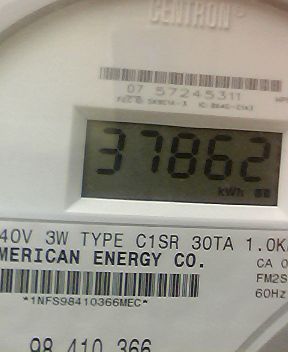 CENTRON®
07 57245311
37862
kWh
40V 3W TYPE C1SR 30TA 1.0K
MERICAN ENERGY CO.
CA 0
FM2S
60Hz
*1NFS98410366MEC*
98 410 366